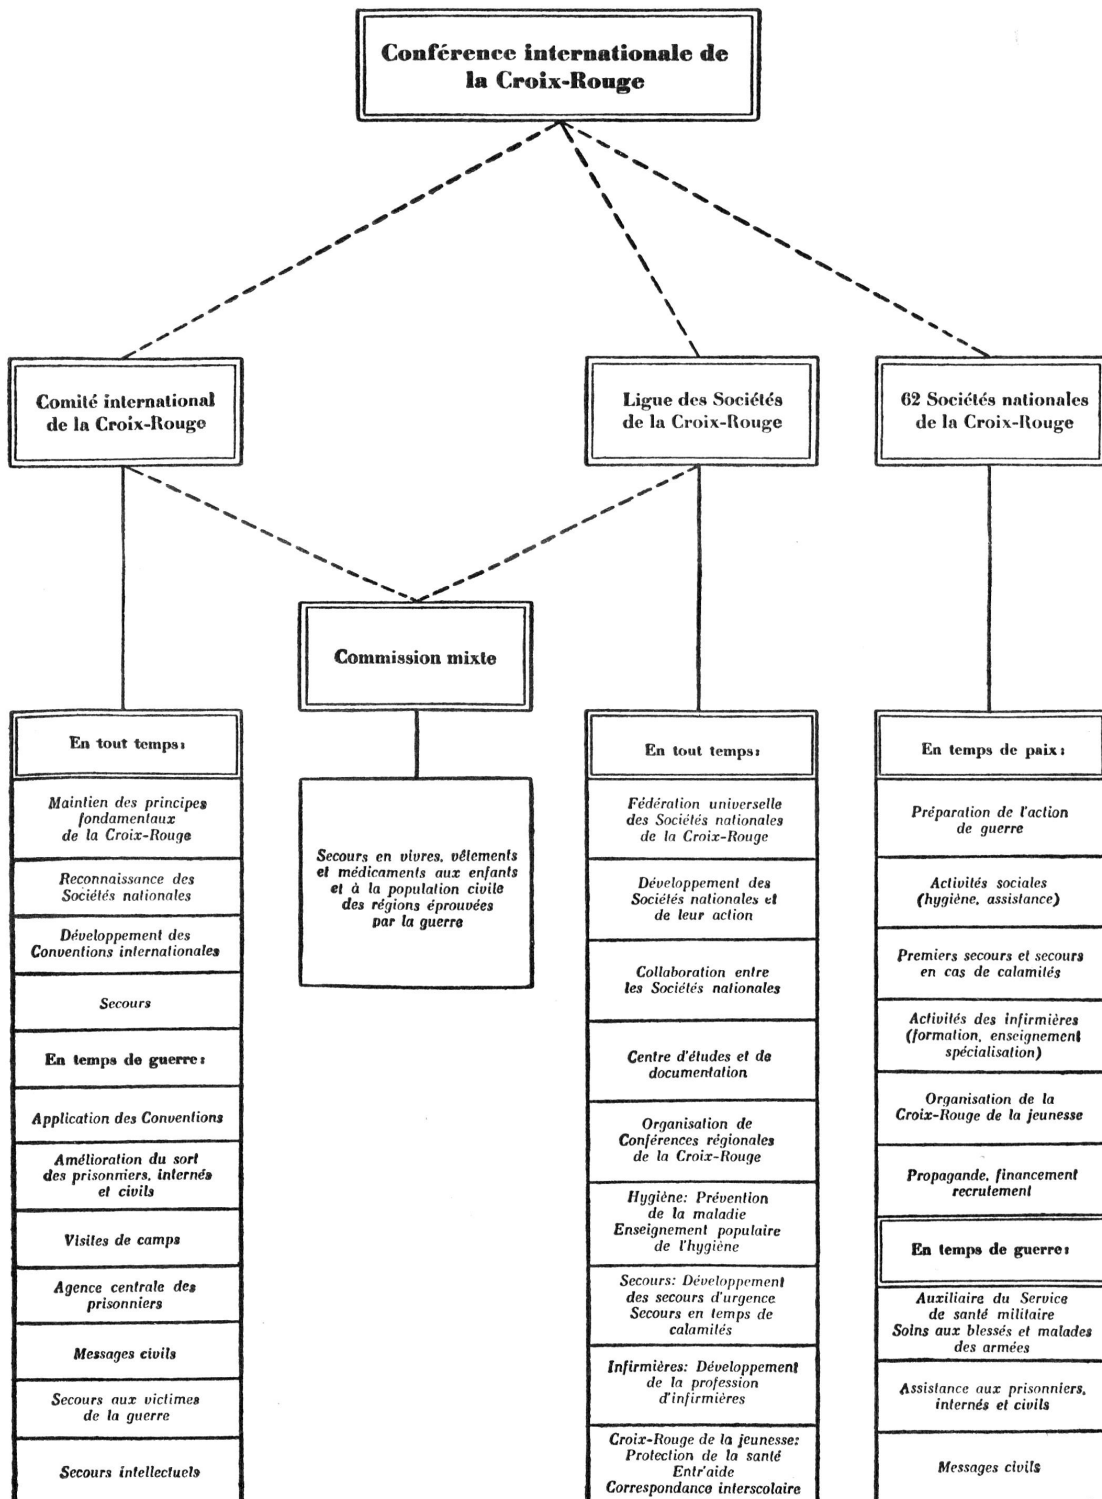 Conférence internationale de
la Croix-Rouge
Comité international
de la Croix-Rouge
Ligue des Sociétés
de la Croix-Rouge
62 Sociétés nationales
de la Croix-Rouge
Commission mixte
Secours en vivres, vêtements
et médicaments aux enfants
et à la population civile
des régions éprouvées
par la guerre
En tout temps:
Maintien des principes
fondamentaux
de la Croix-Rouge
Reconnaissance des
Sociétés nationales
Développement des
Conventions internationales
Secours
En temps de guerre:
Application des Conventions
Amélioration du sort
des prisonniers, internés
et civils
Visites de camps
Agence centrale des
prisonniers
Messages civils
Secours aux victimes
de la guerre
Secours intellectuels
En tout temps:
Fédération universelle
des Sociétés nationales
de la Croix-Rouge
Développement des
Sociétés nationales et
de leur action
Collaboration entre
les Sociétés nationales
Centre d'études et de
documentation
Organisation de
Conférences régionales
de la Croix-Rouge
Hygiène: Prévention
de la maladie
Enseignement populaire
de l'hygiène
Secours: Développement
des secours d'urgence
Secours en temps de
calamités
Infirmières: Développement
de la profession
d'infirmières
Croix-Rouge de la jeunesse:
Protection de la santé
Entr'aide
Correspondance interscolaire
En temps de paix:
Préparation de l'action
de guerre
Activités sociales
(hygiène, assistance)
Premiers secours et secours
en cas de calamités
Activités des infirmières
(formation, enseignement
spécialisation)
Organisation de la
Croix-Rouge de la jeunesse
Propagande, financement
recrutement
En temps de guerre:
Auxiliaire du Service
de santé militaire
Soins aux blessés et malades
des armées
Assistance aux prisonniers,
internés et civils
Messages civils